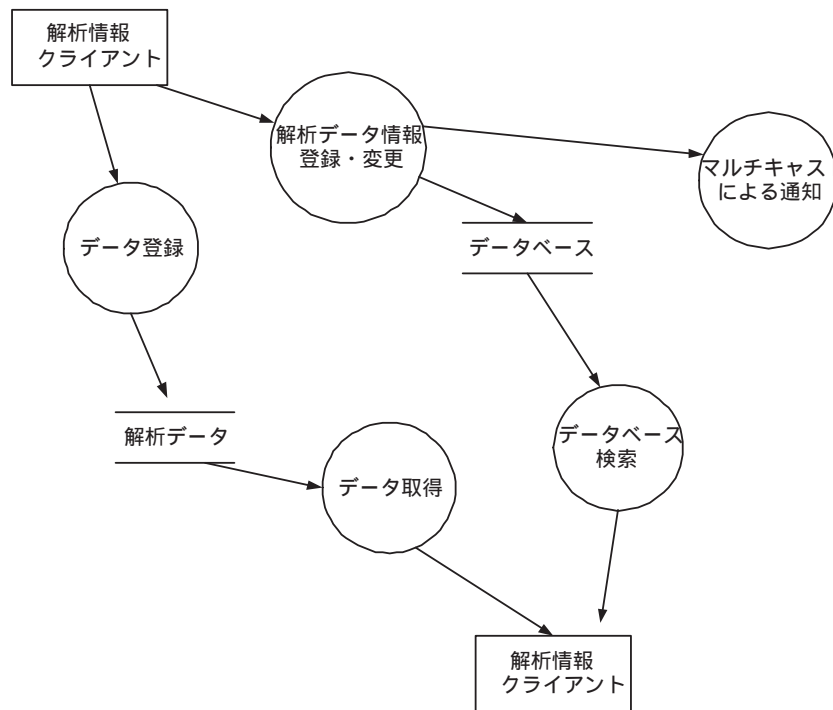 解析情報
クライアント
解析データ情報
登録・変更
マルチキャス
による通知
データ登録
データベース
解析データ
データベース
検索
データ取得
解析情報
クライアント